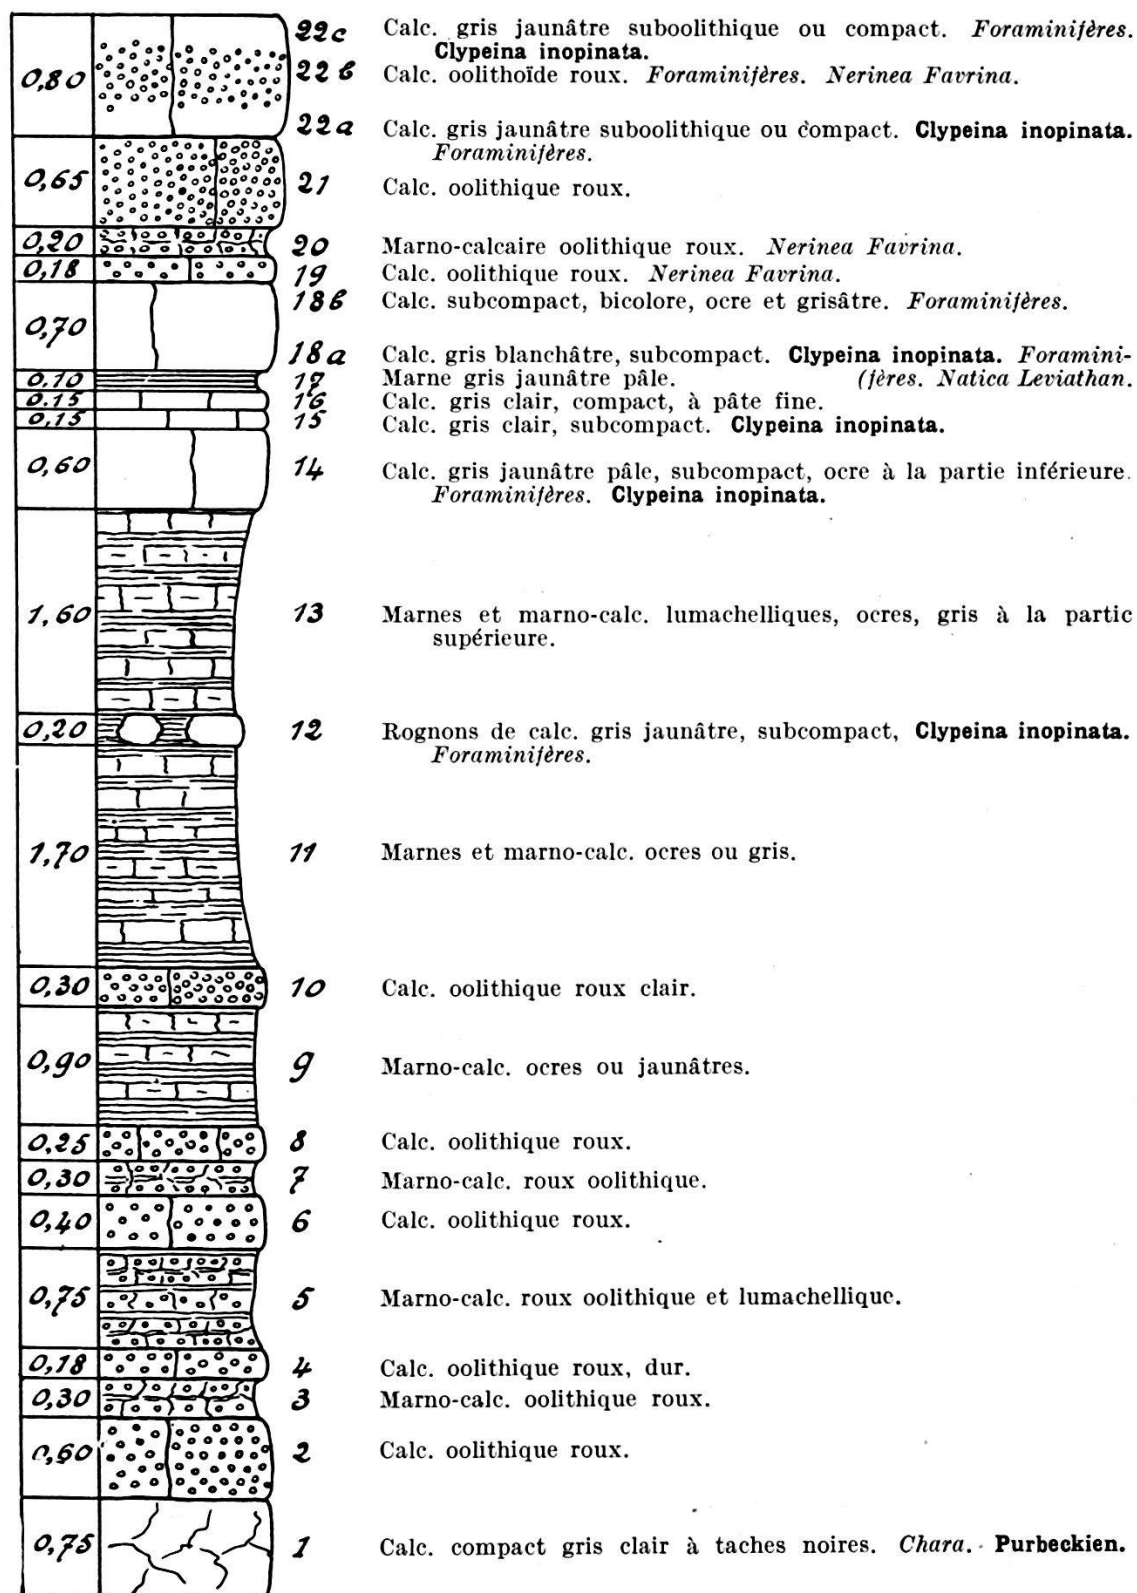 22c Calc. gris jaunâtre suboolithique ou compact. Foraminifères.
Clypeina inopinata.
0,80 22b Calc. oolithoïde roux. Foraminifères. Nerinea Favrina.
22a Calc. gris jaunâtre suboolithique ou compact. Clypeina inopinata.
Foraminifères.
0,65 21 Calc. oolithique roux.
0,20 20 Marno-calcaire oolithique roux. Nerinea Favrina.
0,18 19 Calc. oolithique roux. Nerinea Favrina.
18b Calc. subcompact, bicolore, ocre et grisâtre. Foraminifères.
0,70
18a Calc. gris blanchâtre, subcompact. Clypeina inopinata. Foramini-
0.10 17 Marne gris jaunâtre pâle. (fères. Natica Leviathan.
0.15 16 Calc. gris clair, compact, à pâte fine.
0,15 15 Calc. gris clair, subcompact. Clypeina inopinata.
0,60 14 Calc. gris jaunâtre pâle, subcompact, ocre à la partie inférieure.
Foraminifères. Clypeina inopinata.
1,60 13 Marnes et marno-calc. lumachelliques, ocres, gris à la partie
supérieure.
0,20 12 Rognons de calc. gris jaunâtre, subcompact, Clypeina inopinata.
Foraminifères.
1,70 11 Marnes et marno-calc. ocres ou gris.
0,30 10 Calc. oolithique roux clair.
0,90 9 Marno-calc. ocres ou jaunâtres.
0,25 8 Calc. oolithique roux.
0,30 7 Marno-calc. roux oolithique.
0,40 6 Calc. oolithique roux.
0,75 5 Marno-calc. roux oolithique et lumachellique.
0,18 4 Calc. oolithique roux, dur.
0,30 3 Marno-calc. oolithique roux.
0,60 2 Calc. oolithique roux.
0,75 1 Calc. compact gris clair à taches noires. Chara. Purbeckien.